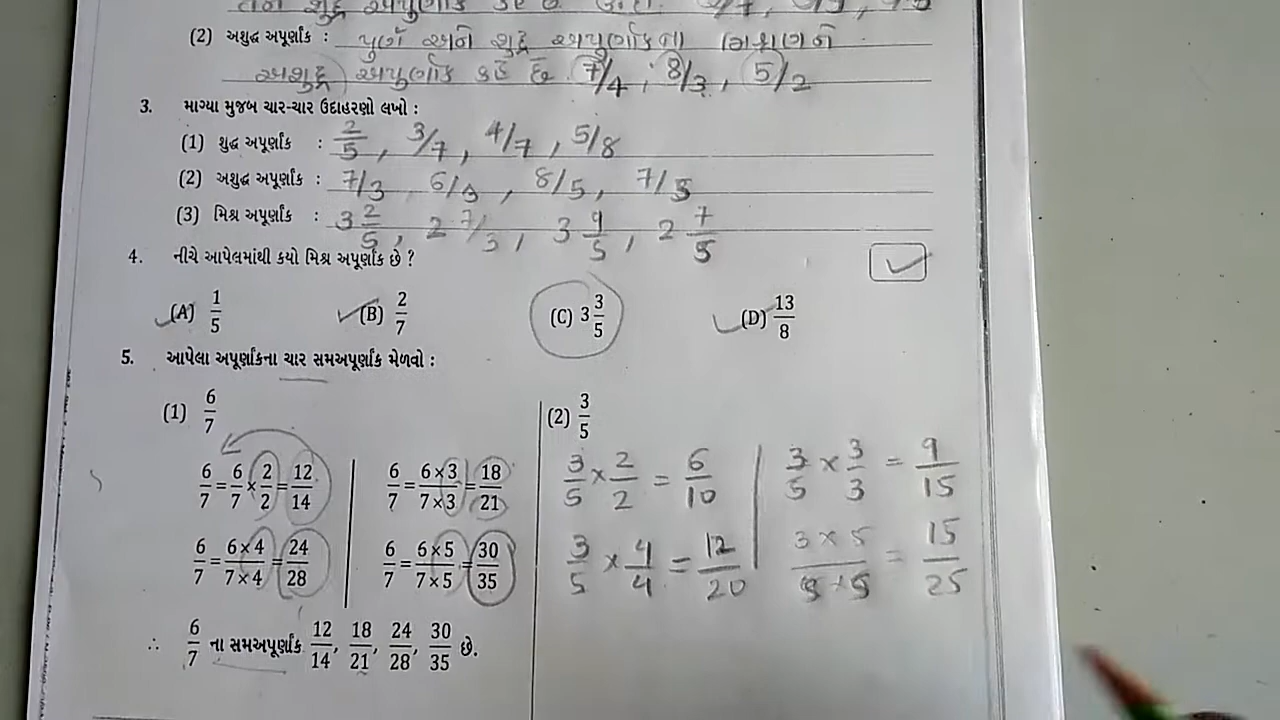 (2) અશુદ્ધ અપૂર્ણાંક : પુર્ણ અને શુદ્ધ અપુર્ણાંકના
અશુદ્ધ અપુર્ણાંક કહે છે 7/4, 8/3, 5/2
3. માગ્યા મુજબ ચાર-ચાર ઉદાહરણો લખો :
(1) શુદ્ધ અપૂર્ણાંક : 2/5, 3/7, 4/7, 5/8
(2) અશુદ્ધ અપૂર્ણાંક : 7/3 6/3, 8/5, 7/5
(3) મિશ્ર અપૂર્ણાંક : 3 2/5, 2 7/3, 3 9/5, 2 7/5
4. નીચે આપેલમાંથી કયો મિશ્ર અપૂર્ણાંક છે ?
(A) 1/5 (B) 2/7 (C) 3 3/5 (D) 13/8
5. આપેલા અપૂર્ણાંકના ચાર સમઅપૂર્ણાંક મેળવો :
(1) 6/7
6/7 = 6/7 × 2/2 = 12/14 6/7 = 6×3/7×3 = 18/21
6/7 = 6×4/7×4 = 24/28 6/7 = 6×5/7×5 = 30/35
∴ 6/7 ના સમઅપૂર્ણાંક 12/14, 18/21, 24/28, 30/35 છે.
(2) 3/5
3/5 × 2/2 = 6/10 3/5 × 3/3 = 9/15
3/5 × 4/4 = 12/20 3×5/5×5 = 15/25